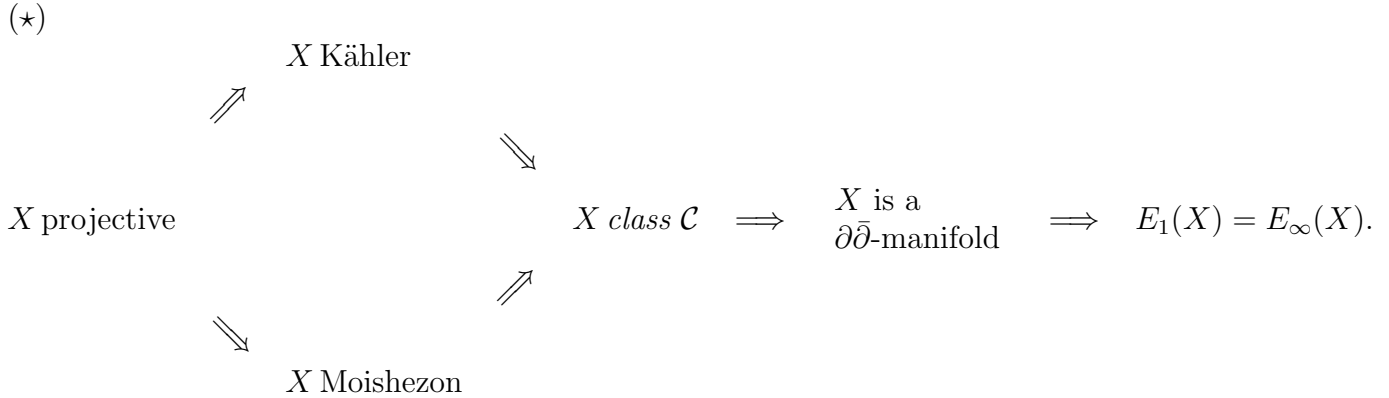 (⋆)
X Kähler
X projective
X class 𝒞 ⟹ X is a ∂∂̄-manifold ⟹ E₁(X) = E∞(X).
X Moishezon